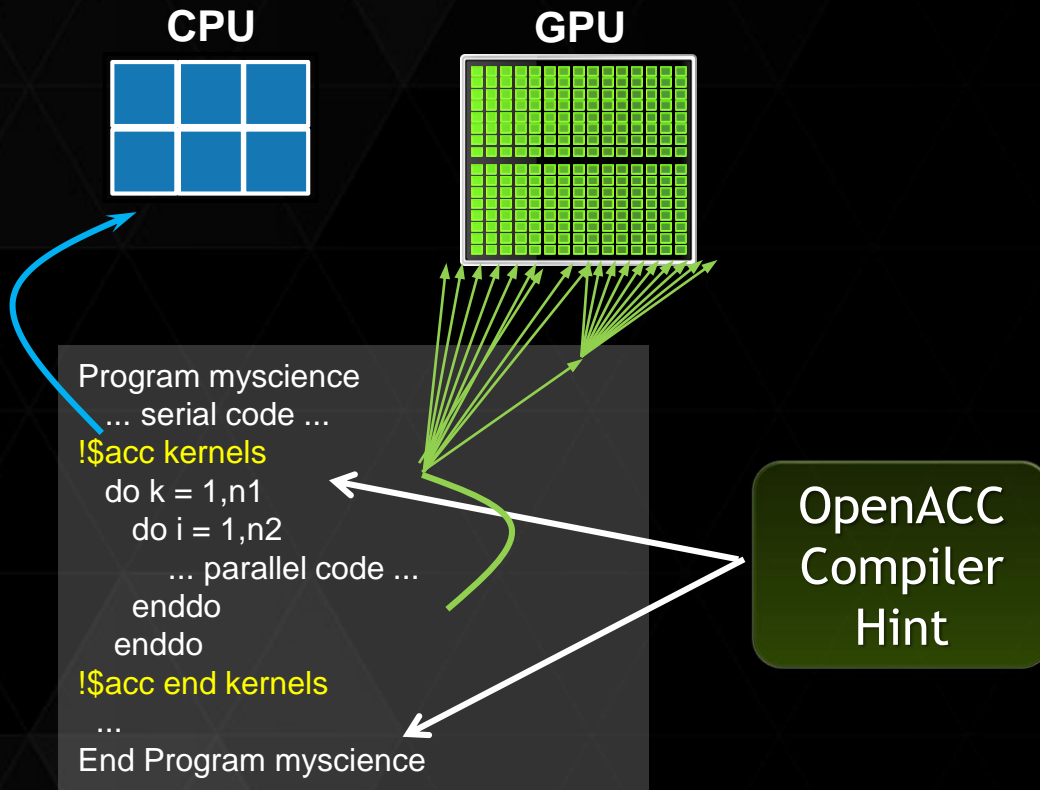 CPU
GPU
Program myscience
... serial code ...
!$acc kernels
do k = 1,n1
do i = 1,n2
... parallel code ...
enddo
enddo
!$acc end kernels
...
End Program myscience
OpenACC
Compiler
Hint